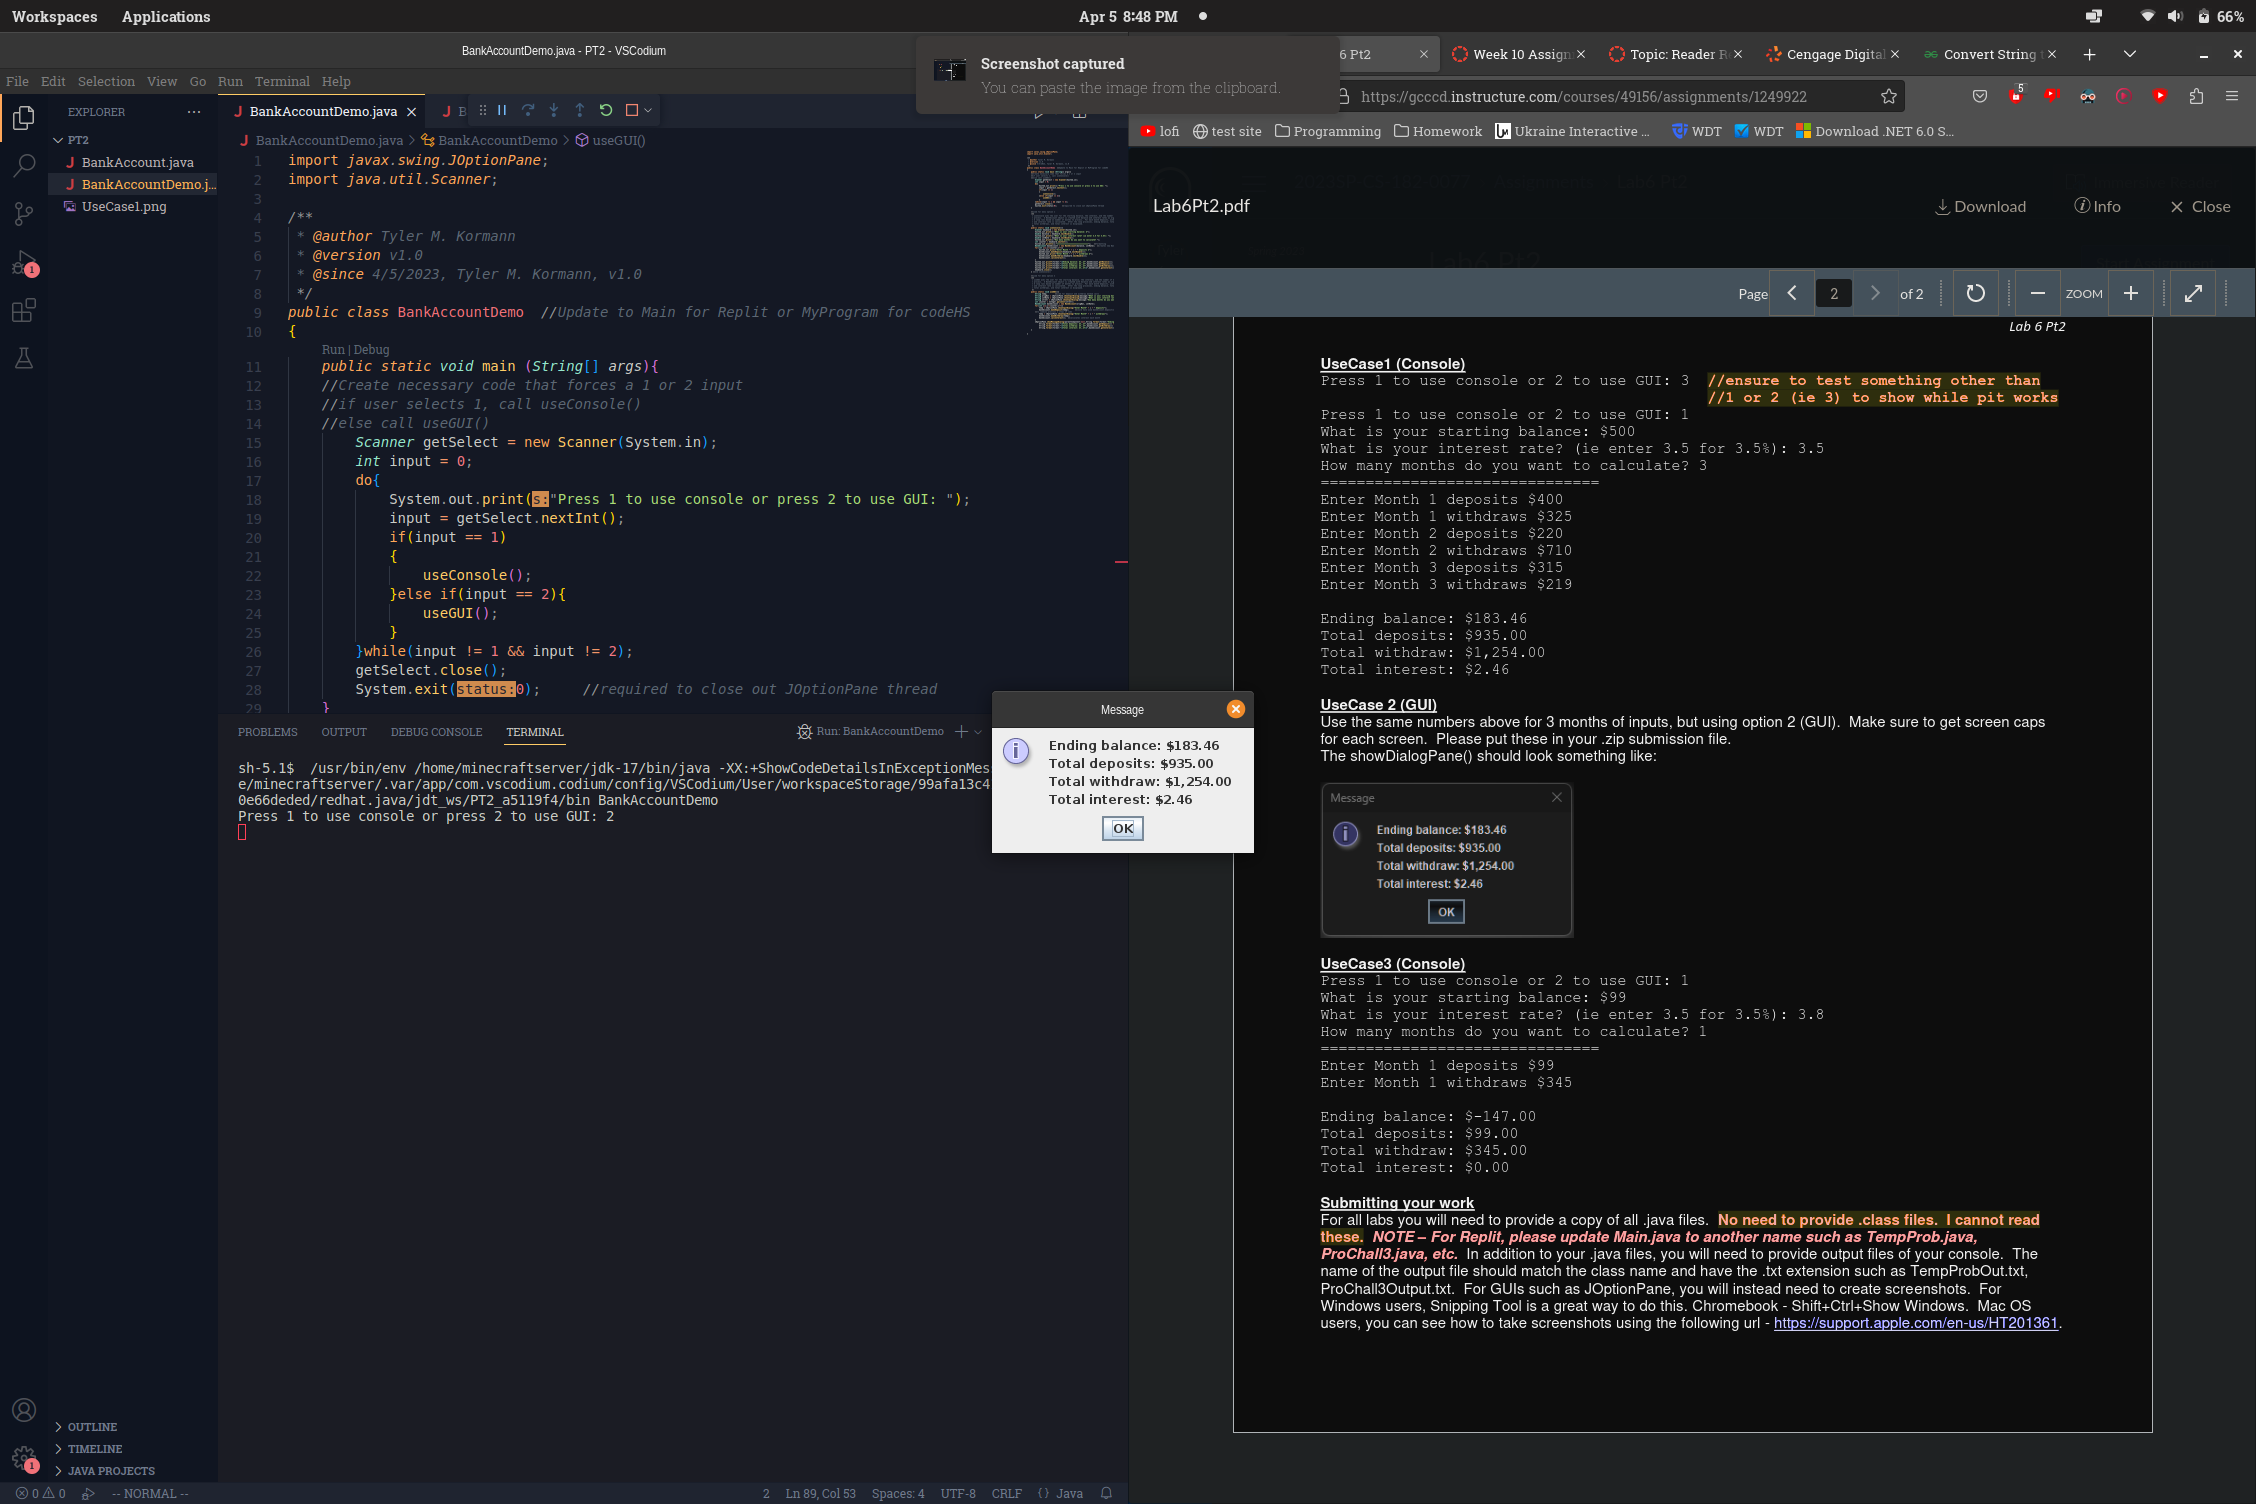 Workspaces Applications Apr 5 8:48 PM 66%
BankAccountDemo.java - PT2 - VSCodium
File Edit Selection View Go Run Terminal Help
EXPLORER
PT2
BankAccount.java
BankAccountDemo.j...
UseCase1.png
BankAccountDemo.java
BankAccountDemo.java > BankAccountDemo > useGUI()
1 import javax.swing.JOptionPane;
2 import java.util.Scanner;
3
4 /**
5 * @author Tyler M. Kormann
6 * @version v1.0
7 * @since 4/5/2023, Tyler M. Kormann, v1.0
8 */
9 public class BankAccountDemo //Update to Main for Replit or MyProgram for codeHS
10 {
Run | Debug
11 public static void main (String[] args){
12 //Create necessary code that forces a 1 or 2 input
13 //if user selects 1, call useConsole()
14 //else call useGUI()
15 Scanner getSelect = new Scanner(System.in);
16 int input = 0;
17 do{
18 System.out.print(s:"Press 1 to use console or press 2 to use GUI: ");
19 input = getSelect.nextInt();
20 if(input == 1)
21 {
22 useConsole();
23 }else if(input == 2){
24 useGUI();
25 }
26 }while(input != 1 && input != 2);
27 getSelect.close();
28 System.exit(status:0); //required to close out JOptionPane thread
29 }
PROBLEMS OUTPUT DEBUG CONSOLE TERMINAL Run: BankAccountDemo
sh-5.1$ /usr/bin/env /home/minecraftserver/jdk-17/bin/java -XX:+ShowCodeDetailsInExceptionMes
e/minecraftserver/.var/app/com.vscodium.codium/config/VSCodium/User/workspaceStorage/99afa13c4
0e66deded/redhat.java/jdt_ws/PT2_a5119f4/bin BankAccountDemo
Press 1 to use console or press 2 to use GUI: 2
OUTLINE
TIMELINE
JAVA PROJECTS
0 0 -- NORMAL -- 2 Ln 89, Col 53 Spaces: 4 UTF-8 CRLF {} Java
Screenshot captured
You can paste the image from the clipboard.
Message
Ending balance: $183.46
Total deposits: $935.00
Total withdraw: $1,254.00
Total interest: $2.46
OK
6 Pt2 Week 10 Assign Topic: Reader R Cengage Digital Convert String t
https://gcccd.instructure.com/courses/49156/assignments/1249922
lofi test site Programming Homework Ukraine Interactive ... WDT WDT Download .NET 6.0 S...
Lab6Pt2.pdf Download Info Close
Page 2 of 2 ZOOM
Lab 6 Pt2
UseCase1 (Console)
Press 1 to use console or 2 to use GUI: 3 //ensure to test something other than
//1 or 2 (ie 3) to show while pit works
Press 1 to use console or 2 to use GUI: 1
What is your starting balance: $500
What is your interest rate? (ie enter 3.5 for 3.5%): 3.5
How many months do you want to calculate? 3
===============================
Enter Month 1 deposits $400
Enter Month 1 withdraws $325
Enter Month 2 deposits $220
Enter Month 2 withdraws $710
Enter Month 3 deposits $315
Enter Month 3 withdraws $219
Ending balance: $183.46
Total deposits: $935.00
Total withdraw: $1,254.00
Total interest: $2.46
UseCase 2 (GUI)
Use the same numbers above for 3 months of inputs, but using option 2 (GUI). Make sure to get screen caps
for each screen. Please put these in your .zip submission file.
The showDialogPane() should look something like:
Message
Ending balance: $183.46
Total deposits: $935.00
Total withdraw: $1,254.00
Total interest: $2.46
OK
UseCase3 (Console)
Press 1 to use console or 2 to use GUI: 1
What is your starting balance: $99
What is your interest rate? (ie enter 3.5 for 3.5%): 3.8
How many months do you want to calculate? 1
===============================
Enter Month 1 deposits $99
Enter Month 1 withdraws $345
Ending balance: $-147.00
Total deposits: $99.00
Total withdraw: $345.00
Total interest: $0.00
Submitting your work
For all labs you will need to provide a copy of all .java files. No need to provide .class files. I cannot read
these. NOTE – For Replit, please update Main.java to another name such as TempProb.java,
ProChall3.java, etc. In addition to your .java files, you will need to provide output files of your console. The
name of the output file should match the class name and have the .txt extension such as TempProbOut.txt,
ProChall3Output.txt. For GUIs such as JOptionPane, you will instead need to create screenshots. For
Windows users, Snipping Tool is a great way to do this. Chromebook - Shift+Ctrl+Show Windows. Mac OS
users, you can see how to take screenshots using the following url - https://support.apple.com/en-us/HT201361.